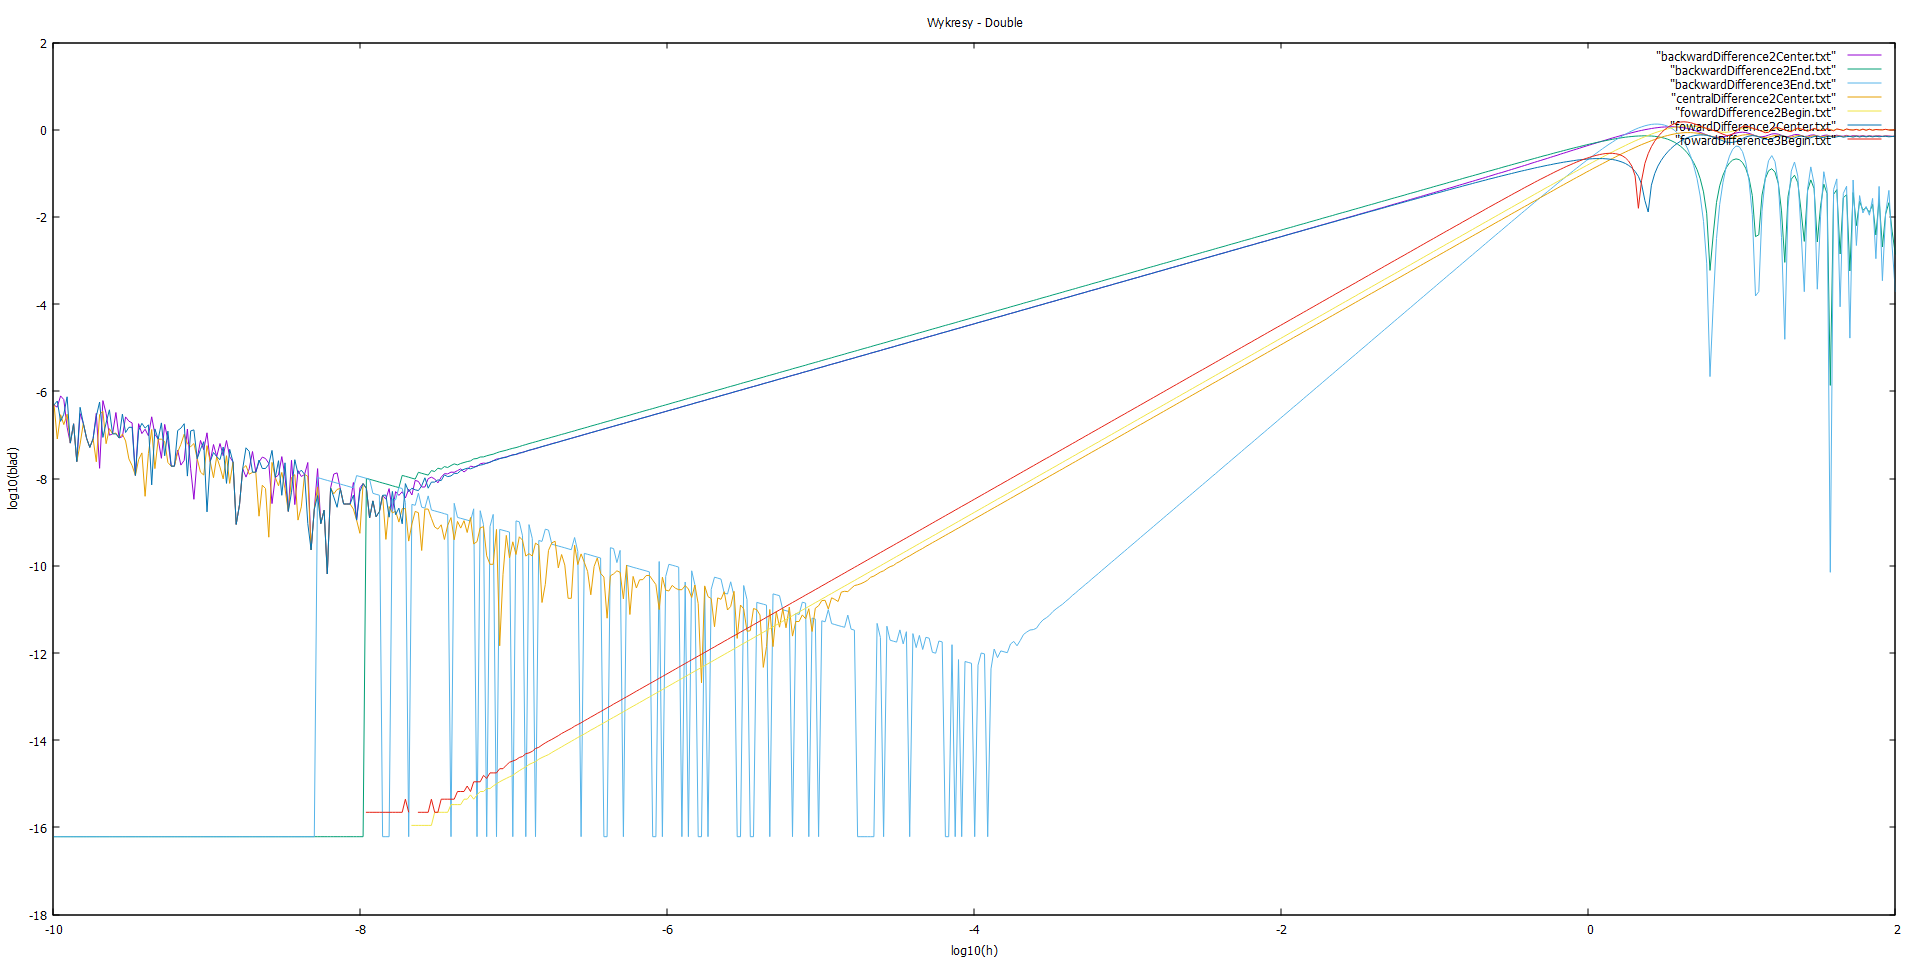 Wykresy - Double
2
0
-2
-4
-6
-8
-10
-12
-14
-16
-18
log10(blad)
"backwardDifference2Center.txt"
"backwardDifference2End.txt"
"backwardDifference3End.txt"
"centralDifference2Center.txt"
"fowardDifference2Begin.txt"
"fowardDifference2Center.txt"
"fowardDifference3Begin.txt"
-10 -8 -6 -4 -2 0 2
log10(h)